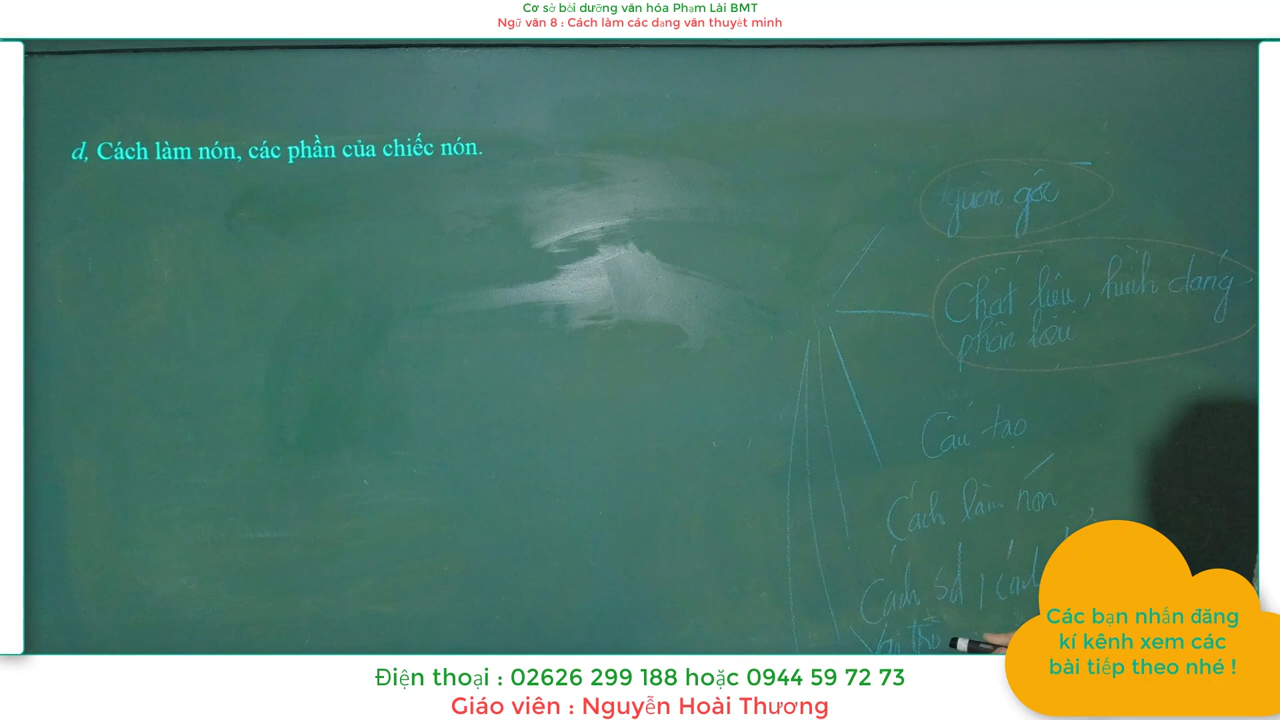 Cơ sở bồi dưỡng văn hóa Phạm Lài BMT
Ngữ văn 8 : Cách làm các dạng văn thuyết minh
d, Cách làm nón, các phần của chiếc nón.
Nguồn gốc
Chất liệu, hình dáng
phân loại
Cấu tạo
Cách làm nón
Cách sd, cách
Các bạn nhấn đăng
kí kênh xem các
bài tiếp theo nhé !
Điện thoại : 02626 299 188 hoặc 0944 59 72 73
Giáo viên : Nguyễn Hoài Thương